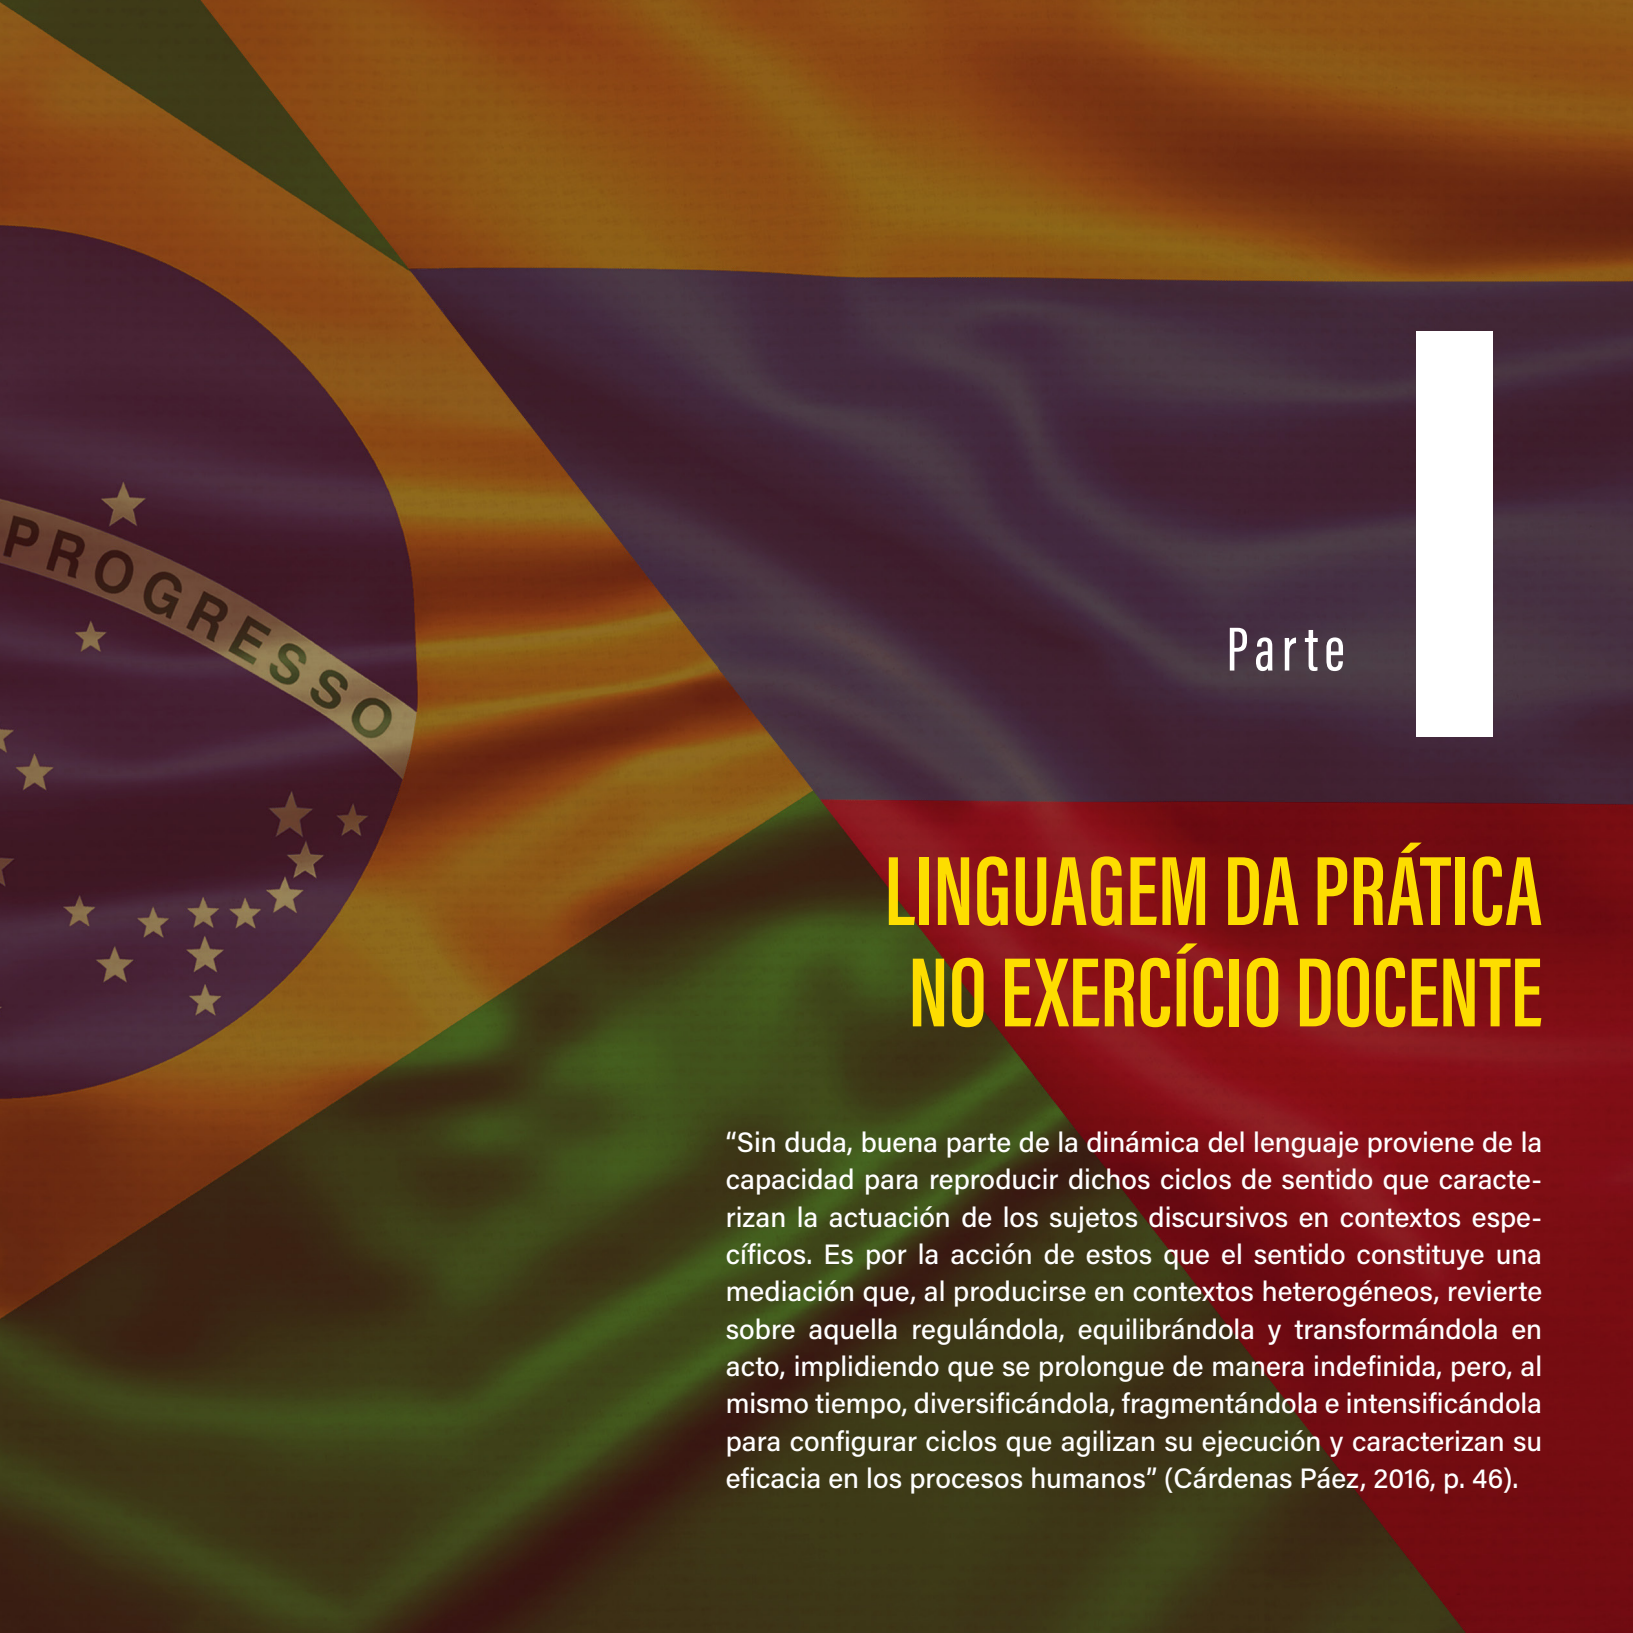 PROGRESSO
Parte I
LINGUAGEM DA PRÁTICA
NO EXERCÍCIO DOCENTE
“Sin duda, buena parte de la dinámica del lenguaje proviene de la
capacidad para reproducir dichos ciclos de sentido que caracte-
rizan la actuación de los sujetos discursivos en contextos espe-
cíficos. Es por la acción de estos que el sentido constituye una
mediación que, al producirse en contextos heterogéneos, revierte
sobre aquella regulándola, equilibrándola y transformándola en
acto, implidiendo que se prolongue de manera indefinida, pero, al
mismo tiempo, diversificándola, fragmentándola e intensificándola
para configurar ciclos que agilizan su ejecución y caracterizan su
eficacia en los procesos humanos” (Cárdenas Páez, 2016, p. 46).